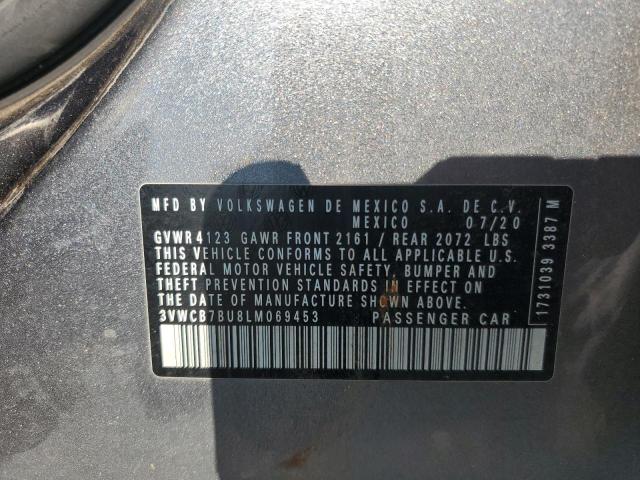 MFD BY VOLKSWAGEN DE MEXICO S.A. DE C.V.
MEXICO 07/20
GVWR 4123 GAWR FRONT 2161 / REAR 2072 LBS
THIS VEHICLE CONFORMS TO ALL APPLICABLE U.S.
FEDERAL MOTOR VEHICLE SAFETY, BUMPER AND
THEFT PREVENTION STANDARDS IN EFFECT ON
THE DATE OF MANUFACTURE SHOWN ABOVE.
3VWCB7BU8LM069453 PASSENGER CAR
1731039 3387 M